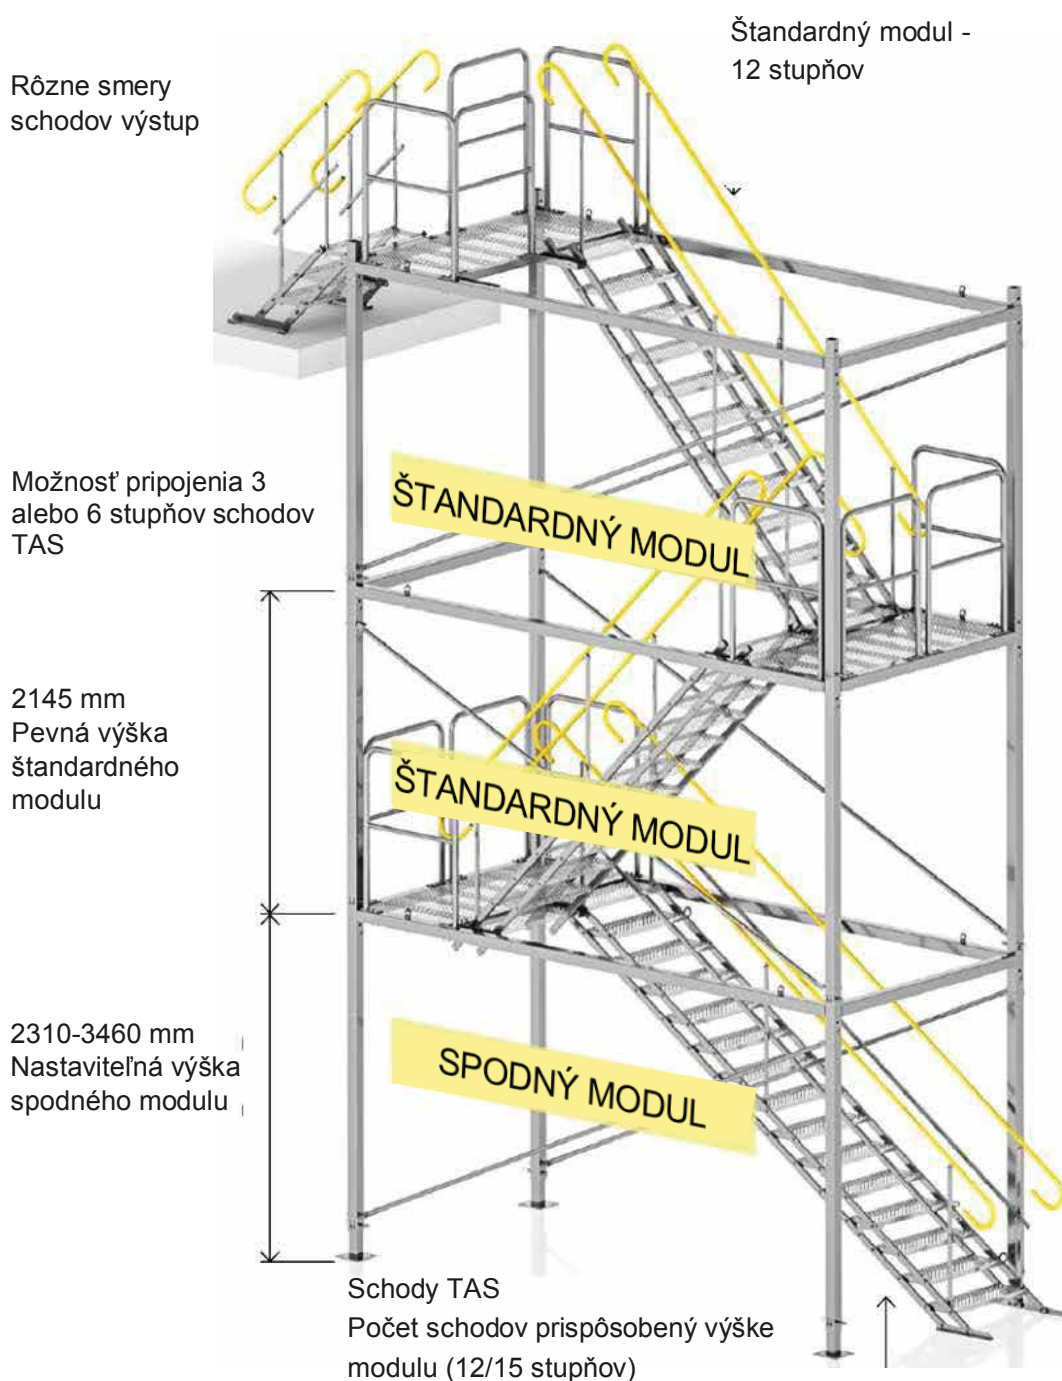 Štandardný modul -
12 stupňov
Rôzne smery
schodov výstup
Možnosť pripojenia 3
alebo 6 stupňov schodov
TAS
ŠTANDARDNÝ MODUL
2145 mm
Pevná výška
štandardného
modulu
ŠTANDARDNÝ MODUL
2310-3460 mm
Nastaviteľná výška
spodného modulu
SPODNÝ MODUL
Schody TAS
Počet schodov prispôsobený výške
modulu (12/15 stupňov)